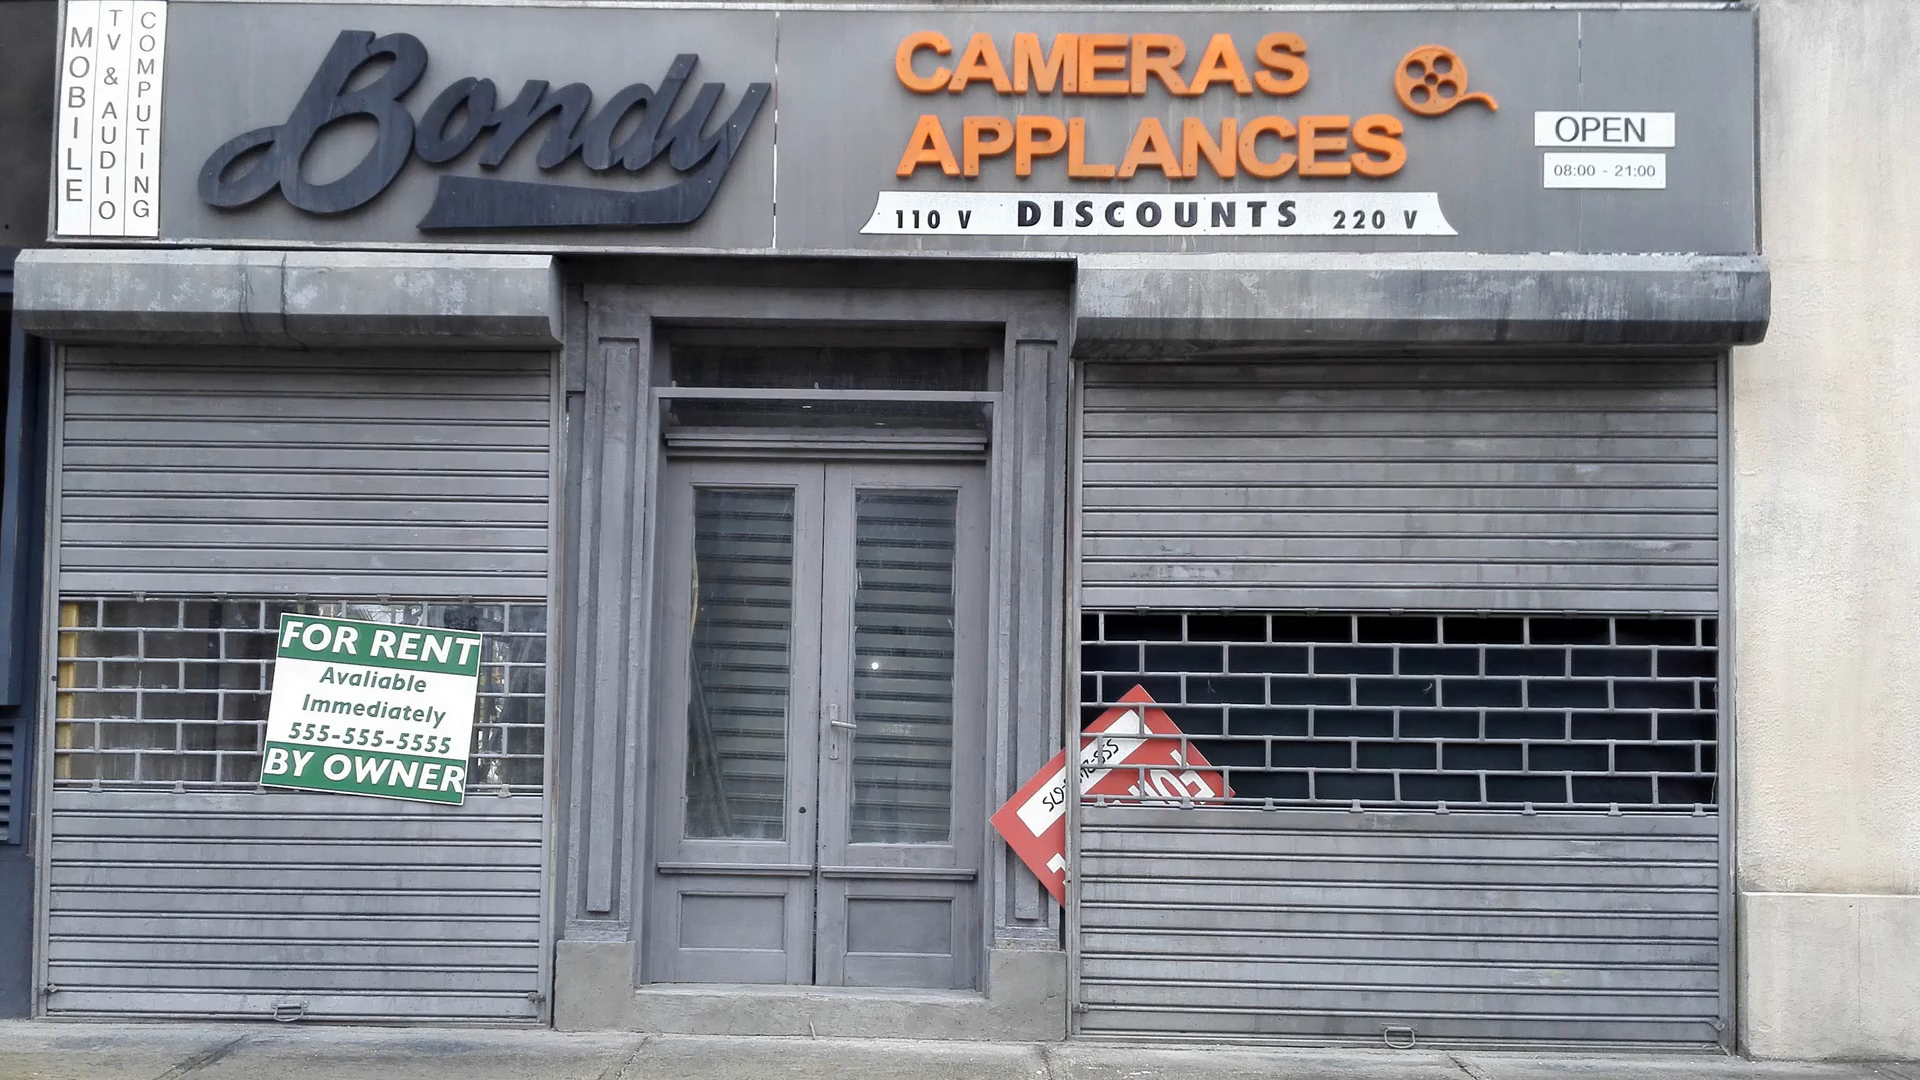 MOBILE
TV & AUDIO
COMPUTING
Bondy
CAMERAS
APPLANCES
110 V DISCOUNTS 220 V
OPEN
08:00 - 21:00
FOR RENT
Avaliable
Immediately
555-555-5555
BY OWNER